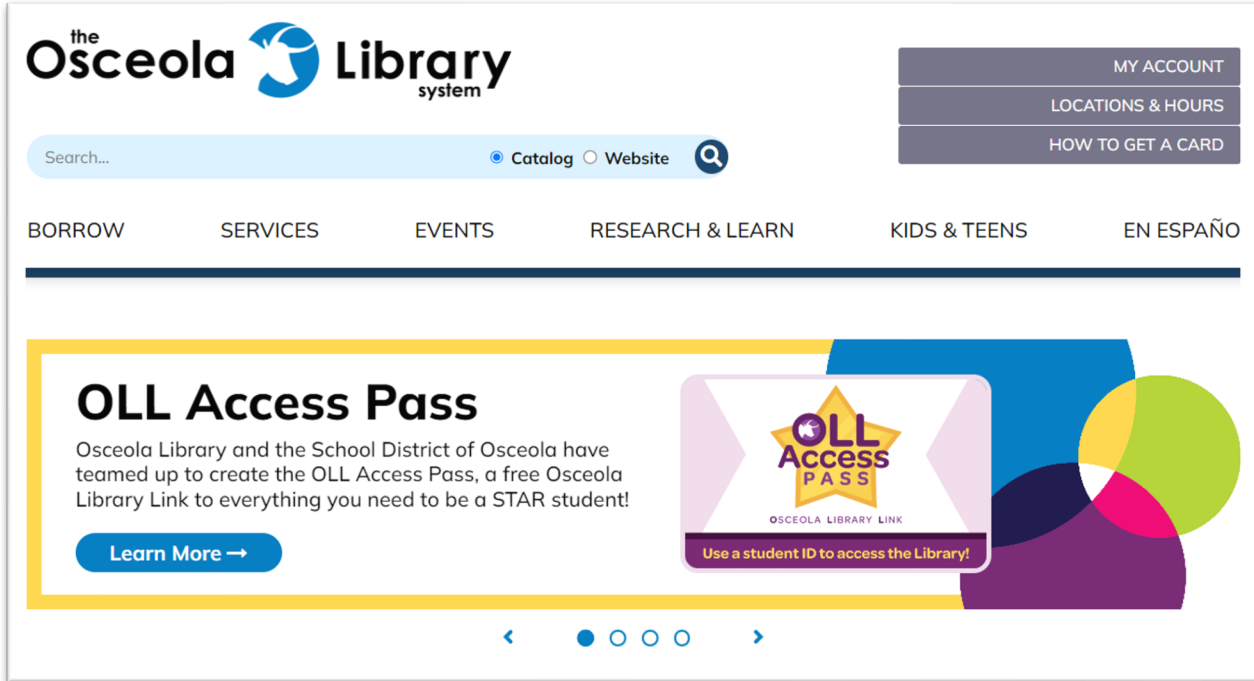 the
Osceola Library
system
MY ACCOUNT
LOCATIONS & HOURS
HOW TO GET A CARD
Search...
Catalog
Website
BORROW
SERVICES
EVENTS
RESEARCH & LEARN
KIDS & TEENS
EN ESPAÑO
OLL Access Pass
Osceola Library and the School District of Osceola have
teamed up to create the OLL Access Pass, a free Osceola
Library Link to everything you need to be a STAR student!
Learn More →
OLL
Access
PASS
OSCEOLA LIBRARY LINK
Use a student ID to access the Library!